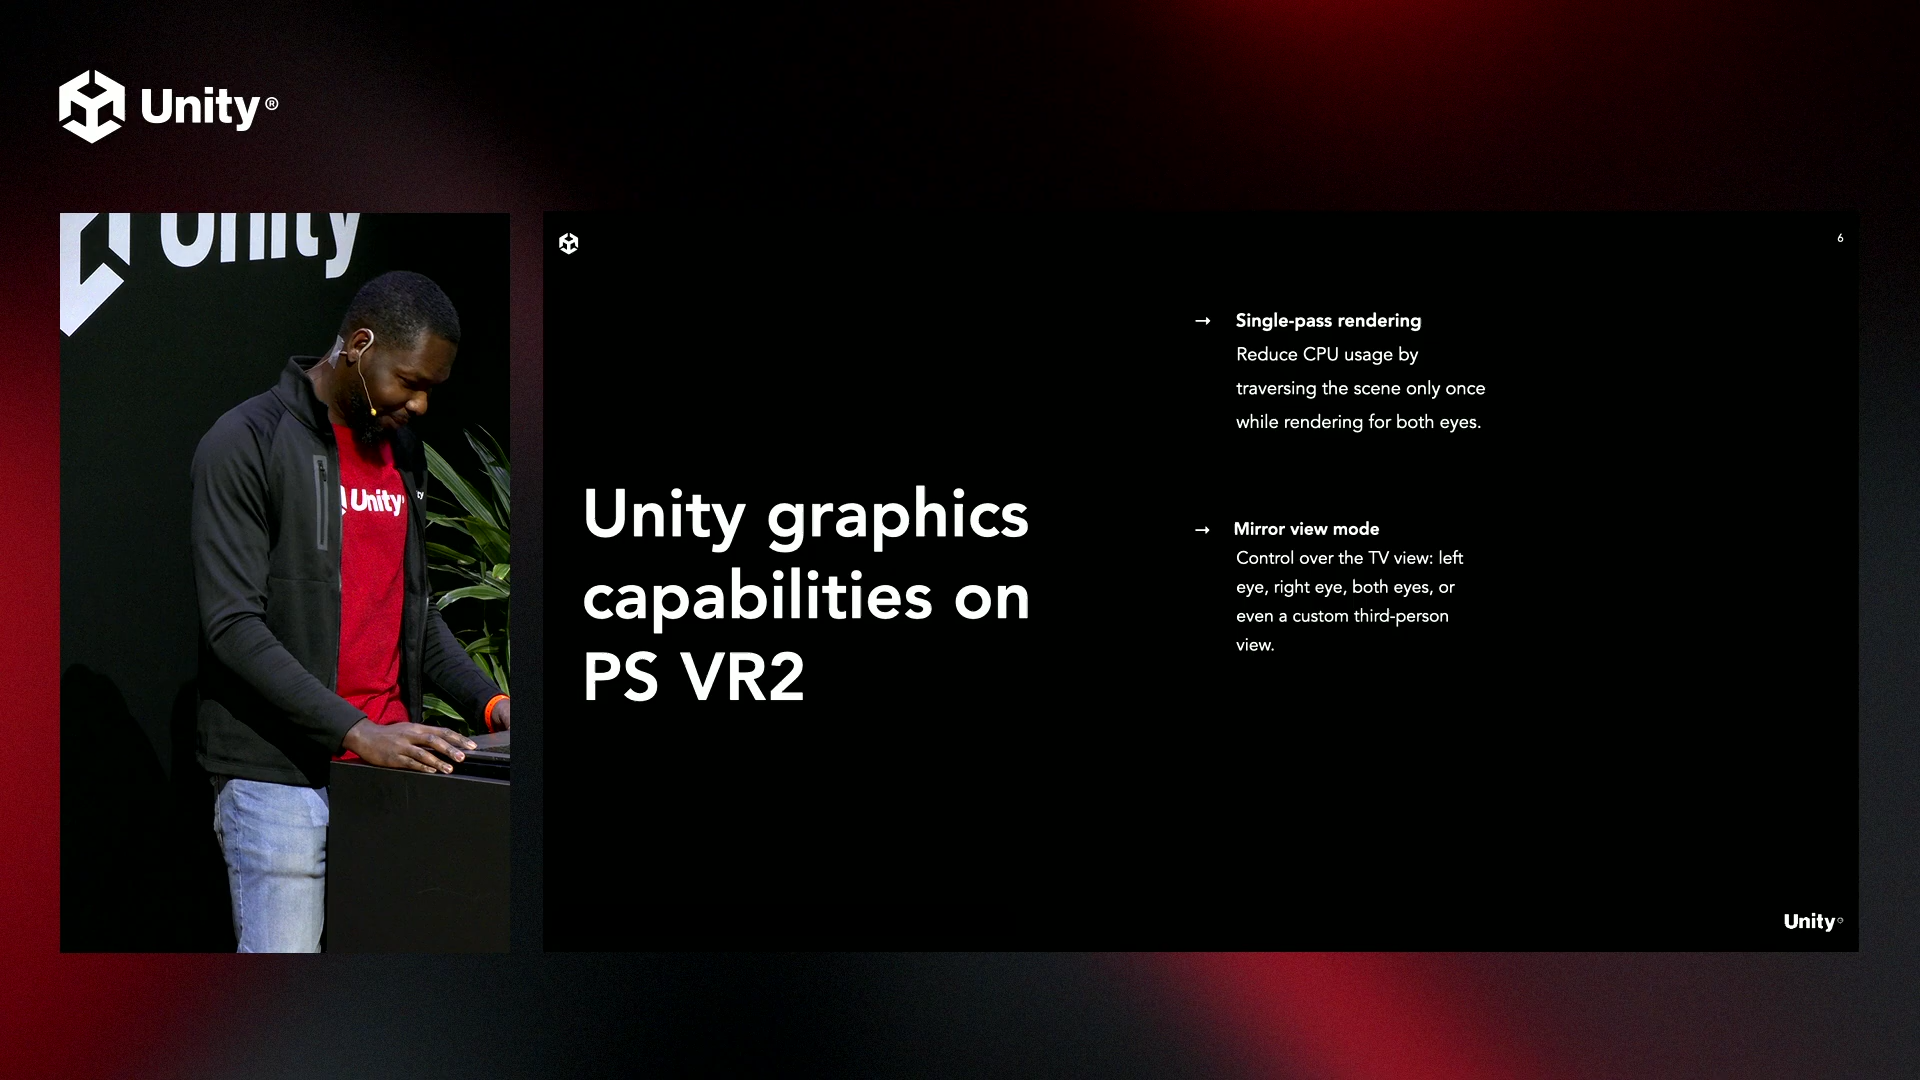 Unity®
Unity
Unity
6
Unity graphics
capabilities on
PS VR2
→ Single-pass rendering
Reduce CPU usage by
traversing the scene only once
while rendering for both eyes.
→ Mirror view mode
Control over the TV view: left
eye, right eye, both eyes, or
even a custom third-person
view.
Unity